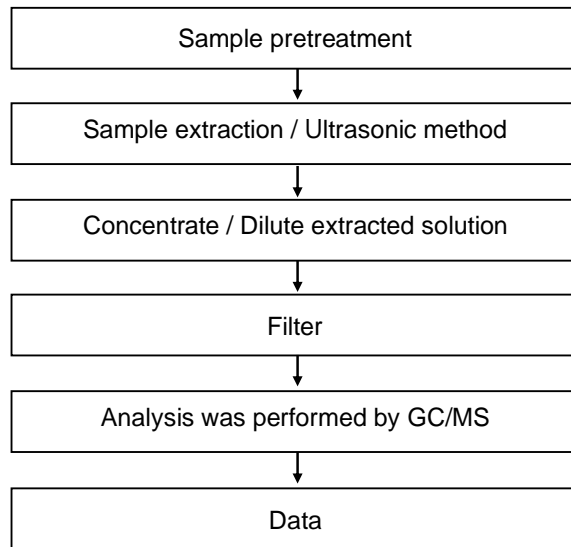 Sample pretreatment
Sample extraction / Ultrasonic method
Concentrate / Dilute extracted solution
Filter
Analysis was performed by GC/MS
Data